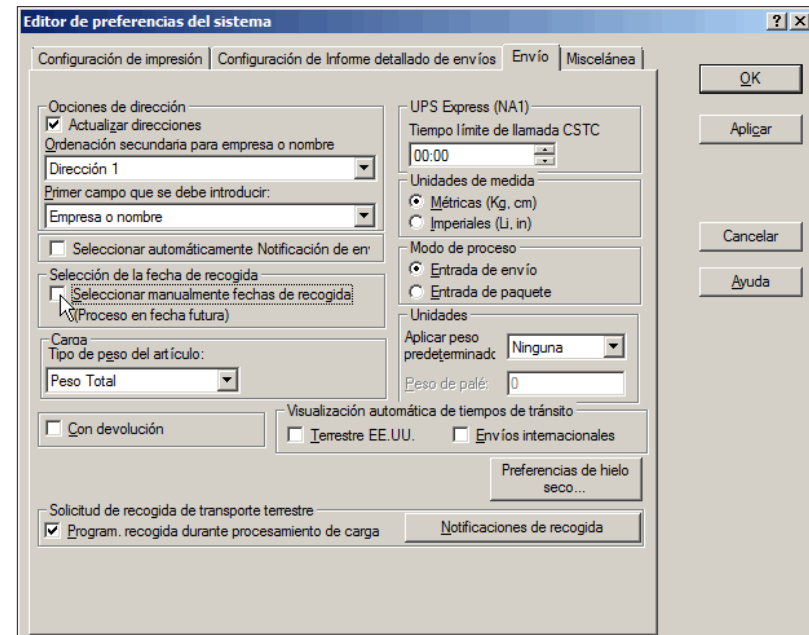 Editor de preferencias del sistema
Configuración de impresión
Configuración de Informe detallado de envíos
Envío
Miscelánea
OK
Aplicar
Cancelar
Ayuda
Opciones de dirección
Actualizar direcciones
Ordenación secundaria para empresa o nombre
Dirección 1
Primer campo que se debe introducir:
Empresa o nombre
Seleccionar automáticamente Notificación de en
Selección de la fecha de recogida
Seleccionar manualmente fechas de recogida
(Proceso en fecha futura)
Carga
Tipo de peso del artículo:
Peso Total
Con devolución
UPS Express (NA1)
Tiempo límite de llamada CSTC
00:00
Unidades de medida
Métricas (Kg, cm)
Imperiales (Li, in)
Modo de proceso
Entrada de envío
Entrada de paquete
Unidades
Aplicar peso
predeterminado
Ninguna
Peso de palé:
0
Visualización automática de tiempos de tránsito
Terrestre EE.UU.
Envíos internacionales
Preferencias de hielo
seco...
Solicitud de recogida de transporte terrestre
Program. recogida durante procesamiento de carga
Notificaciones de recogida